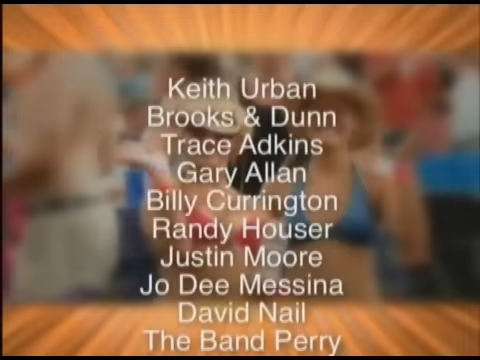 Keith Urban
Brooks & Dunn
Trace Adkins
Gary Allan
Billy Currington
Randy Houser
Justin Moore
Jo Dee Messina
David Nail
The Band Perry